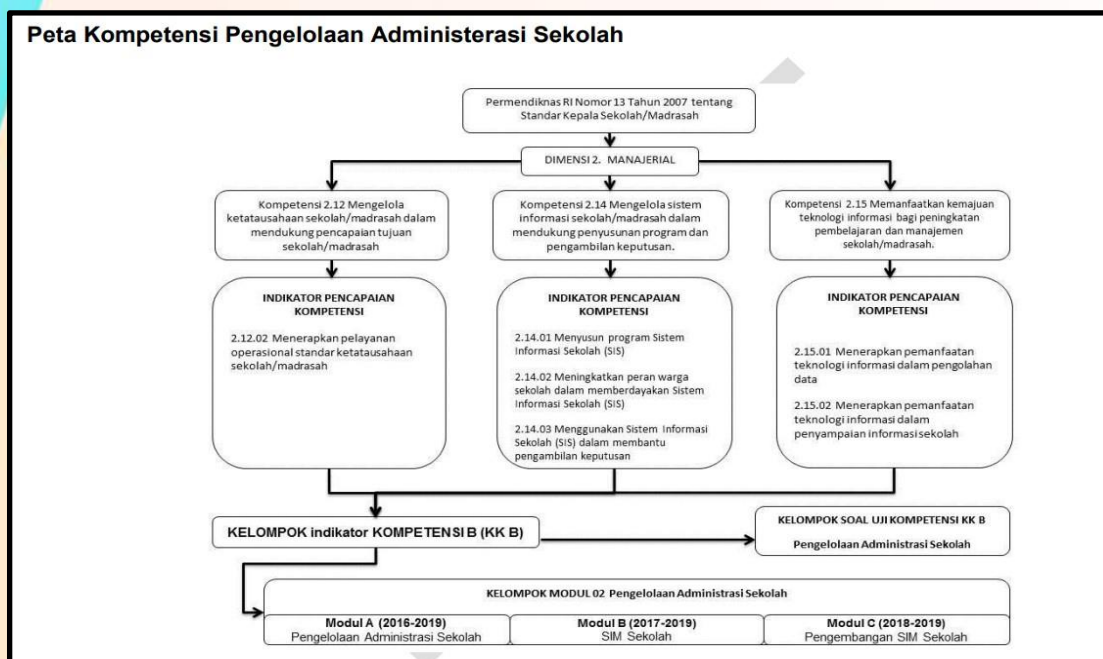 Peta Kompetensi Pengelolaan Administerasi Sekolah
Permendiknas RI Nomor 13 Tahun 2007 tentang
Standar Kepala Sekolah/Madrasah
DIMENSI 2. MANAJERIAL
Kompetensi 2.12 Mengelola
ketatausahaan sekolah/madrasah dalam
mendukung pencapaian tujuan
sekolah/madrasah
Kompetensi 2.14 Mengelola sistem
informasi sekolah/madrasah dalam
mendukung penyusunan program dan
pengambilan keputusan.
Kompetensi 2.15 Memanfaatkan kemajuan
teknologi informasi bagi peningkatan
pembelajaran dan manajemen
sekolah/madrasah.
INDIKATOR PENCAPAIAN
KOMPETENSI
2.12.02 Menerapkan pelayanan
operasional standar ketatausahaan
sekolah/madrasah
INDIKATOR PENCAPAIAN
KOMPETENSI
2.14.01 Menyusun program Sistem
Informasi Sekolah (SIS)
2.14.02 Meningkatkan peran warga
sekolah dalam memberdayakan Sistem
Informasi Sekolah (SIS)
2.14.03 Menggunakan Sistem Informasi
Sekolah (SIS) dalam membantu
pengambilan keputusan
INDIKATOR PENCAPAIAN
KOMPETENSI
2.15.01 Menerapkan pemanfaatan
teknologi informasi dalam pengolahan
data
2.15.02 Menerapkan pemanfaatan
teknologi informasi dalam
penyampaian informasi sekolah
KELOMPOK indikator KOMPETENSI B (KK B)
KELOMPOK SOAL UJI KOMPETENSI KK B
Pengelolaan Administrasi Sekolah
KELOMPOK MODUL 02 Pengelolaan Administrasi Sekolah
Modul A (2016-2019)
Pengelolaan Administrasi Sekolah
Modul B (2017-2019)
SIM Sekolah
Modul C (2018-2019)
Pengembangan SIM Sekolah